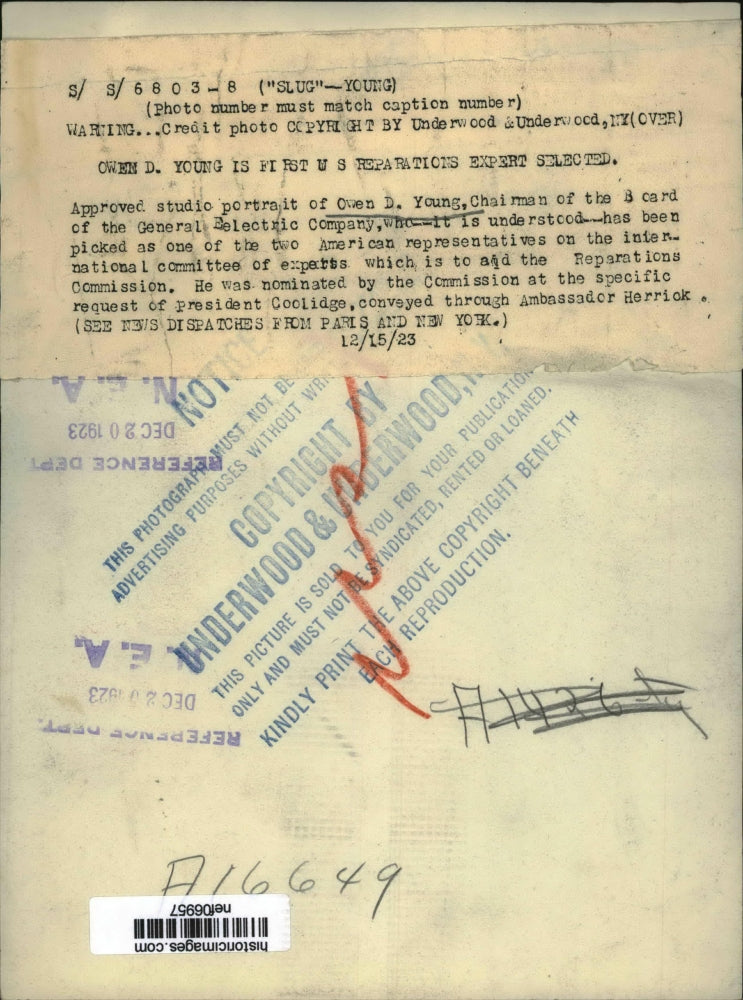 S/ S/ 6 8 0 3 - 8 ("SLUG"--YOUNG)
(Photo number must match caption number)
WARNING...Credit photo COPYRIGHT BY Underwood &Underwood,NY(OVER)
OWEN D. YOUNG IS FIRST U S REPARATIONS EXPERT SELECTED.
Approved studio portrait of Owen D. Young,Chairman of the Board
of the General Eelectric Company,who--it is understood--has been
picked as one of the two American representatives on the inter-
national committee of experts which is to aid the Reparations
Commission. He was nominated by the Commission at the specific
request of president Coolidge,conveyed through Ambassador Herrick.
(SEE NEWS DISPATCHES FROM PARIS AND NEW YORK.)
12/15/23
N. E. A.
DEC 20 1923
REFERENCE DEPT
NOTICE
THIS PHOTOGRAPH MUST NOT BE
ADVERTISING PURPOSES WITHOUT
COPYRIGHT BY
UNDERWOOD & UNDERWOOD,
THIS PICTURE IS SOLD TO YOU FOR YOUR PUBLICATION
ONLY AND MUST NOT BE SYNDICATED, RENTED OR LOANED.
KINDLY PRINT THE ABOVE COPYRIGHT BENEATH
EACH REPRODUCTION.
E. A.
DEC 20 1923
REFERENCE DEPT.
A16649
nef06957
historicimages.com